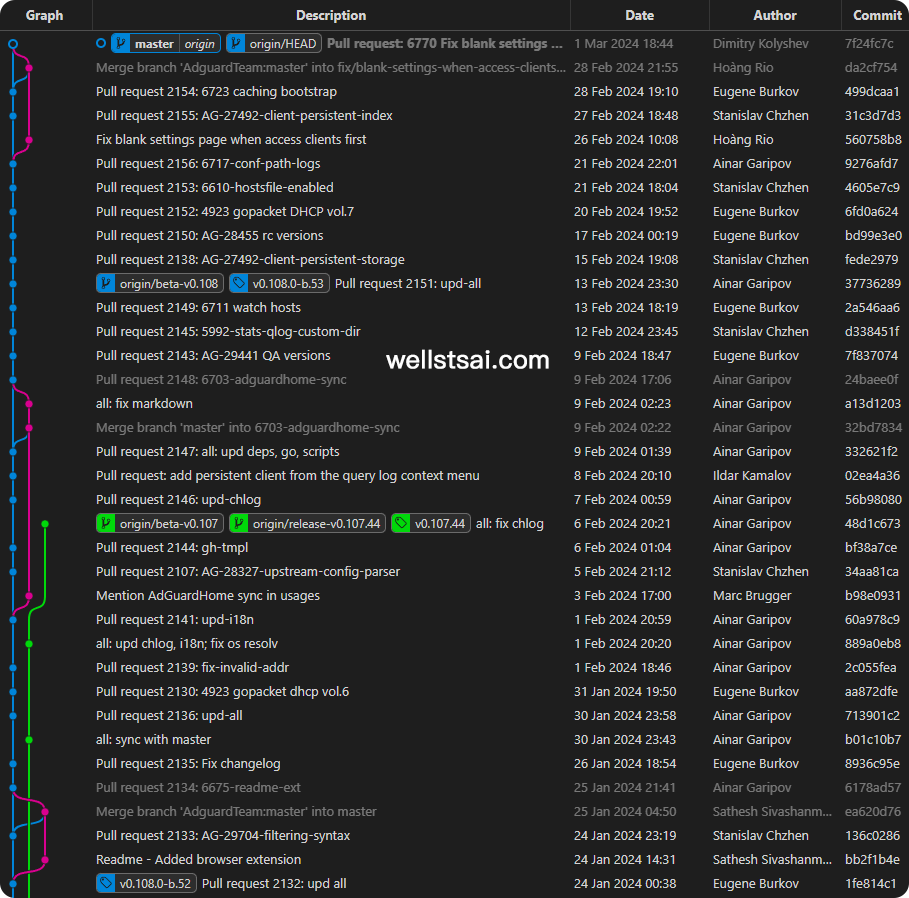 Graph Description Date Author Commit
master origin origin/HEAD Pull request: 6770 Fix blank settings ... 1 Mar 2024 18:44 Dimitry Kolyshev 7f24fc7c
Merge branch 'AdguardTeam:master' into fix/blank-settings-when-access-clients... 28 Feb 2024 21:55 Hoàng Rio da2cf754
Pull request 2154: 6723 caching bootstrap 28 Feb 2024 19:10 Eugene Burkov 499dcaa1
Pull request 2155: AG-27492-client-persistent-index 27 Feb 2024 18:48 Stanislav Chzhen 31c3d7d3
Fix blank settings page when access clients first 26 Feb 2024 10:08 Hoàng Rio 560758b8
Pull request 2156: 6717-conf-path-logs 21 Feb 2024 22:01 Ainar Garipov 9276afd7
Pull request 2153: 6610-hostsfile-enabled 21 Feb 2024 18:04 Stanislav Chzhen 4605e7c9
Pull request 2152: 4923 gopacket DHCP vol.7 20 Feb 2024 19:52 Eugene Burkov 6fd0a624
Pull request 2150: AG-28455 rc versions 17 Feb 2024 00:19 Eugene Burkov bd99e3e0
Pull request 2138: AG-27492-client-persistent-storage 15 Feb 2024 19:08 Stanislav Chzhen fede2979
origin/beta-v0.108 v0.108.0-b.53 Pull request 2151: upd-all 13 Feb 2024 23:30 Ainar Garipov 37736289
Pull request 2149: 6711 watch hosts 13 Feb 2024 18:19 Eugene Burkov 2a546aa6
Pull request 2145: 5992-stats-qlog-custom-dir 12 Feb 2024 23:45 Stanislav Chzhen d338451f
Pull request 2143: AG-29441 QA versions 9 Feb 2024 18:47 Eugene Burkov 7f837074
wellstsai.com
Pull request 2148: 6703-adguardhome-sync 9 Feb 2024 17:06 Ainar Garipov 24baee0f
all: fix markdown 9 Feb 2024 02:23 Ainar Garipov a13d1203
Merge branch 'master' into 6703-adguardhome-sync 9 Feb 2024 02:22 Ainar Garipov 32bd7834
Pull request 2147: all: upd deps, go, scripts 9 Feb 2024 01:39 Ainar Garipov 332621f2
Pull request: add persistent client from the query log context menu 8 Feb 2024 20:10 Ildar Kamalov 02ea4a36
Pull request 2146: upd-chlog 7 Feb 2024 00:59 Ainar Garipov 56b98080
origin/beta-v0.107 origin/release-v0.107.44 v0.107.44 all: fix chlog 6 Feb 2024 20:21 Ainar Garipov 48d1c673
Pull request 2144: gh-tmpl 6 Feb 2024 01:04 Ainar Garipov bf38a7ce
Pull request 2107: AG-28327-upstream-config-parser 5 Feb 2024 21:12 Stanislav Chzhen 34aa81ca
Mention AdGuardHome sync in usages 3 Feb 2024 17:00 Marc Brugger b98e0931
Pull request 2141: upd-i18n 1 Feb 2024 20:59 Ainar Garipov 60a978c9
all: upd chlog, i18n; fix os resolv 1 Feb 2024 20:20 Ainar Garipov 889a0eb8
Pull request 2139: fix-invalid-addr 1 Feb 2024 18:46 Ainar Garipov 2c055fea
Pull request 2130: 4923 gopacket dhcp vol.6 31 Jan 2024 19:50 Eugene Burkov aa872dfe
Pull request 2136: upd-all 30 Jan 2024 23:58 Ainar Garipov 713901c2
all: sync with master 30 Jan 2024 23:43 Ainar Garipov b01c10b7
Pull request 2135: Fix changelog 26 Jan 2024 18:54 Eugene Burkov 8936c95e
Pull request 2134: 6675-readme-ext 25 Jan 2024 21:41 Ainar Garipov 6178ad57
Merge branch 'AdguardTeam:master' into master 25 Jan 2024 04:50 Sathesh Sivashanm... ea620d76
Pull request 2133: AG-29704-filtering-syntax 24 Jan 2024 23:19 Stanislav Chzhen 136c0286
Readme - Added browser extension 24 Jan 2024 14:31 Sathesh Sivashanm... bb2f1b4e
v0.108.0-b.52 Pull request 2132: upd all 24 Jan 2024 00:38 Eugene Burkov 1fe814c1